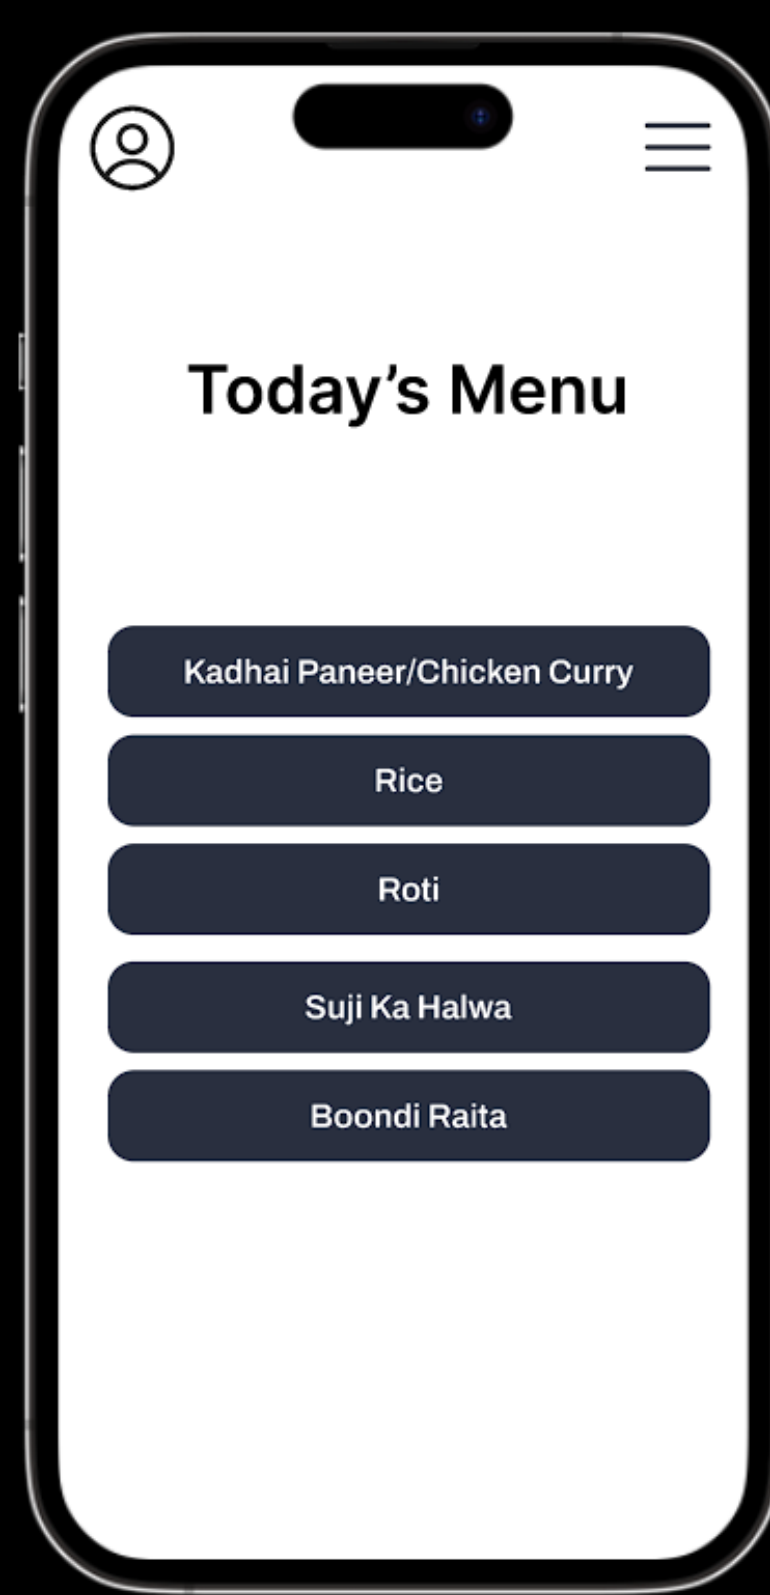 Today’s Menu
Kadhai Paneer/Chicken Curry
Rice
Roti
Suji Ka Halwa
Boondi Raita